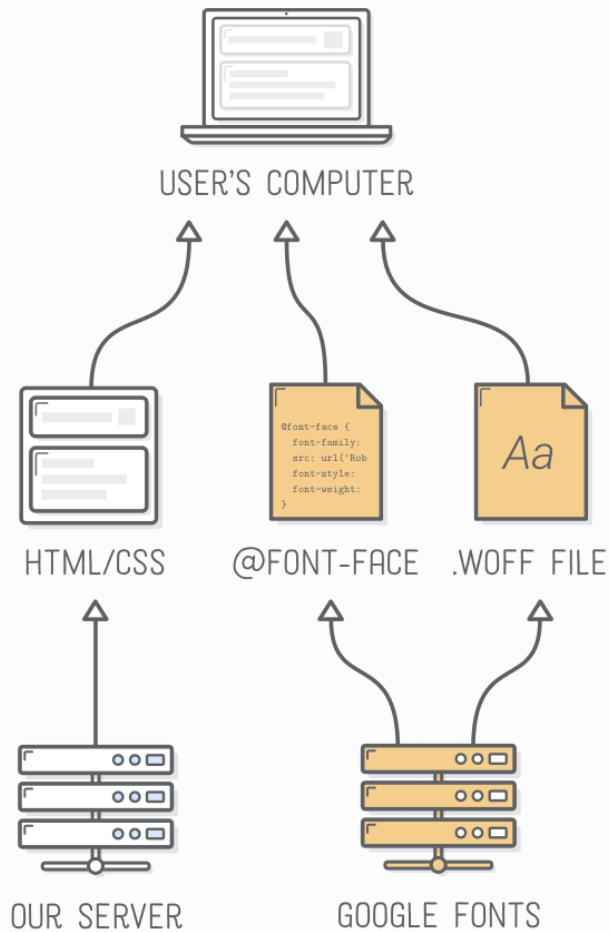 USER'S COMPUTER
@font-face {
font-family:
src: url('Rob
font-style:
font-weight:
}
Aa
HTML/CSS
@FONT-FACE
.WOFF FILE
OUR SERVER
GOOGLE FONTS